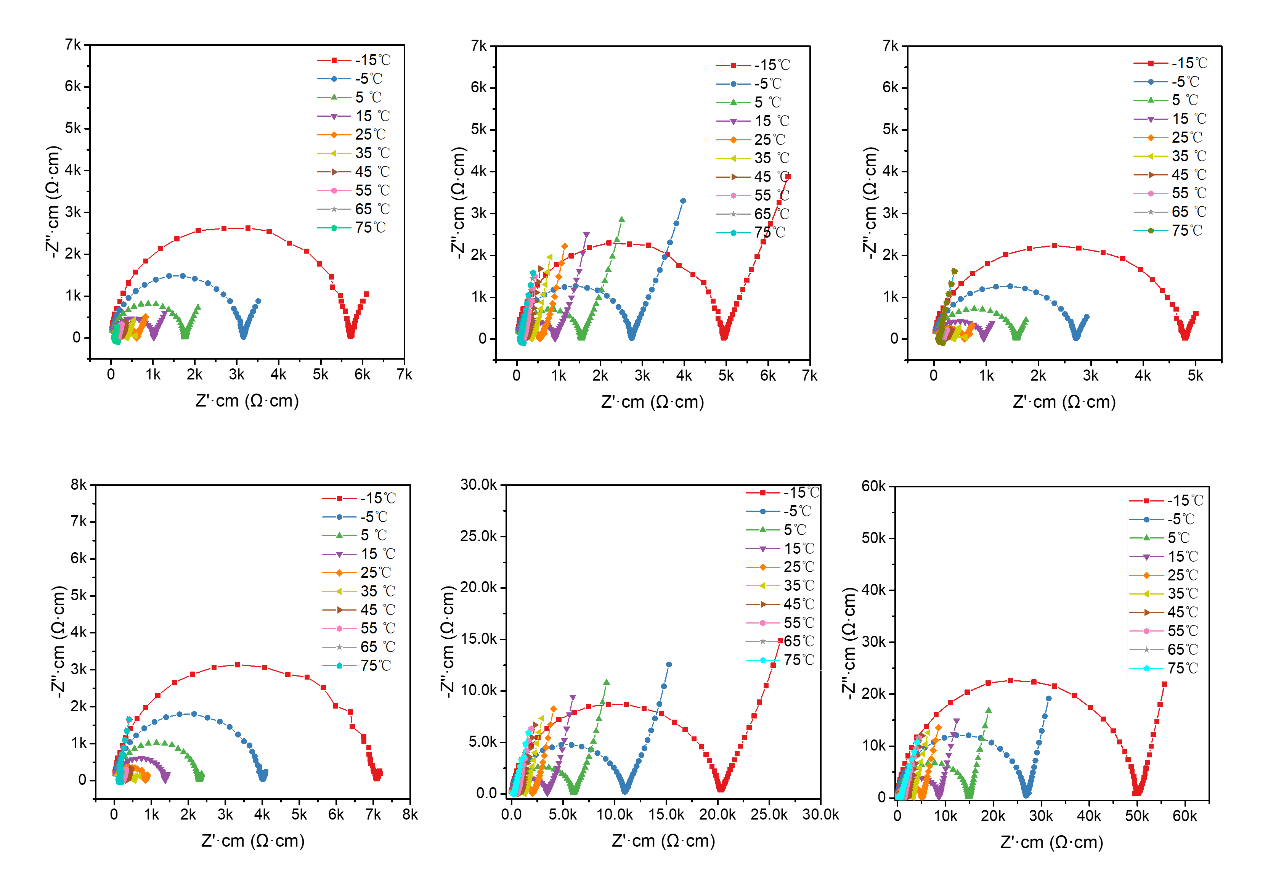 7k
6k
5k
4k
3k
2k
1k
0
-Z''·cm (Ω·cm)
0 1k 2k 3k 4k 5k 6k 7k
Z'·cm (Ω·cm)
-15℃
-5℃
5 ℃
15 ℃
25℃
35 ℃
45 ℃
55 ℃
65 ℃
75℃
7k
6k
5k
4k
3k
2k
1k
0
-Z''·cm (Ω·cm)
0 1k 2k 3k 4k 5k 6k 7k
Z'·cm (Ω·cm)
-15℃
-5℃
5 ℃
15 ℃
25℃
35 ℃
45 ℃
55 ℃
65 ℃
75℃
7k
6k
5k
4k
3k
2k
1k
0
-Z''·cm (Ω·cm)
0 1k 2k 3k 4k 5k
Z'·cm (Ω·cm)
-15℃
-5℃
5 ℃
15 ℃
25℃
35 ℃
45 ℃
55 ℃
65 ℃
75℃
8k
7k
6k
5k
4k
3k
2k
1k
0
-Z''·cm (Ω·cm)
0 1k 2k 3k 4k 5k 6k 7k 8k
Z'·cm (Ω·cm)
-15℃
-5℃
5 ℃
15 ℃
25℃
35 ℃
45 ℃
55 ℃
65 ℃
75℃
30.0k
25.0k
20.0k
15.0k
10.0k
5.0k
0.0
-Z''·cm (Ω·cm)
0.0 5.0k 10.0k 15.0k 20.0k 25.0k 30.0k
Z'·cm (Ω·cm)
-15℃
-5℃
5℃
15℃
25℃
35℃
45℃
55℃
65℃
75℃
60k
50k
40k
30k
20k
10k
0
-Z''·cm (Ω·cm)
0 10k 20k 30k 40k 50k 60k
Z'·cm (Ω·cm)
-15℃
-5℃
5℃
15℃
25℃
35℃
45℃
55℃
65℃
75℃